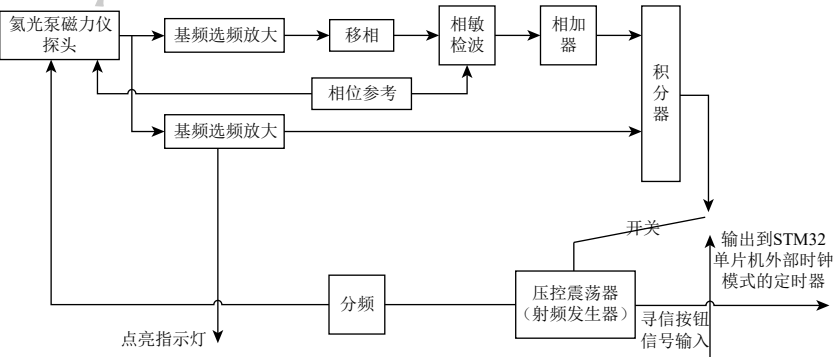 氦光泵磁力仪
探头
基频选频放大
移相
相敏
检波
相加
器
积
分
器
相位参考
基频选频放大
开关
输出到STM32
单片机外部时钟
模式的定时器
分频
压控震荡器
（射频发生器）
寻信按钮
信号输入
点亮指示灯